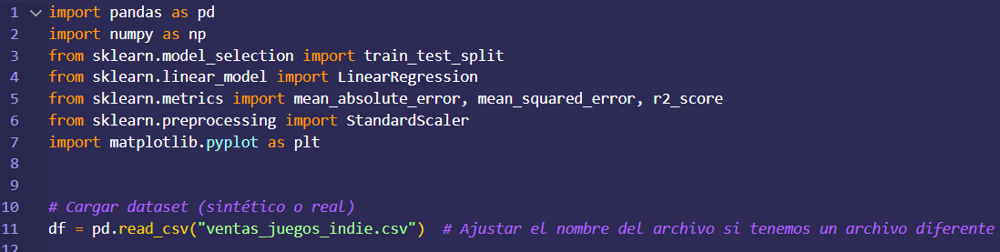 1 import pandas as pd
2 import numpy as np
3 from sklearn.model_selection import train_test_split
4 from sklearn.linear_model import LinearRegression
5 from sklearn.metrics import mean_absolute_error, mean_squared_error, r2_score
6 from sklearn.preprocessing import StandardScaler
7 import matplotlib.pyplot as plt
8
9
10 # Cargar dataset (sintético o real)
11 df = pd.read_csv("ventas_juegos_indie.csv")  # Ajustar el nombre del archivo si tenemos un archivo diferente
12